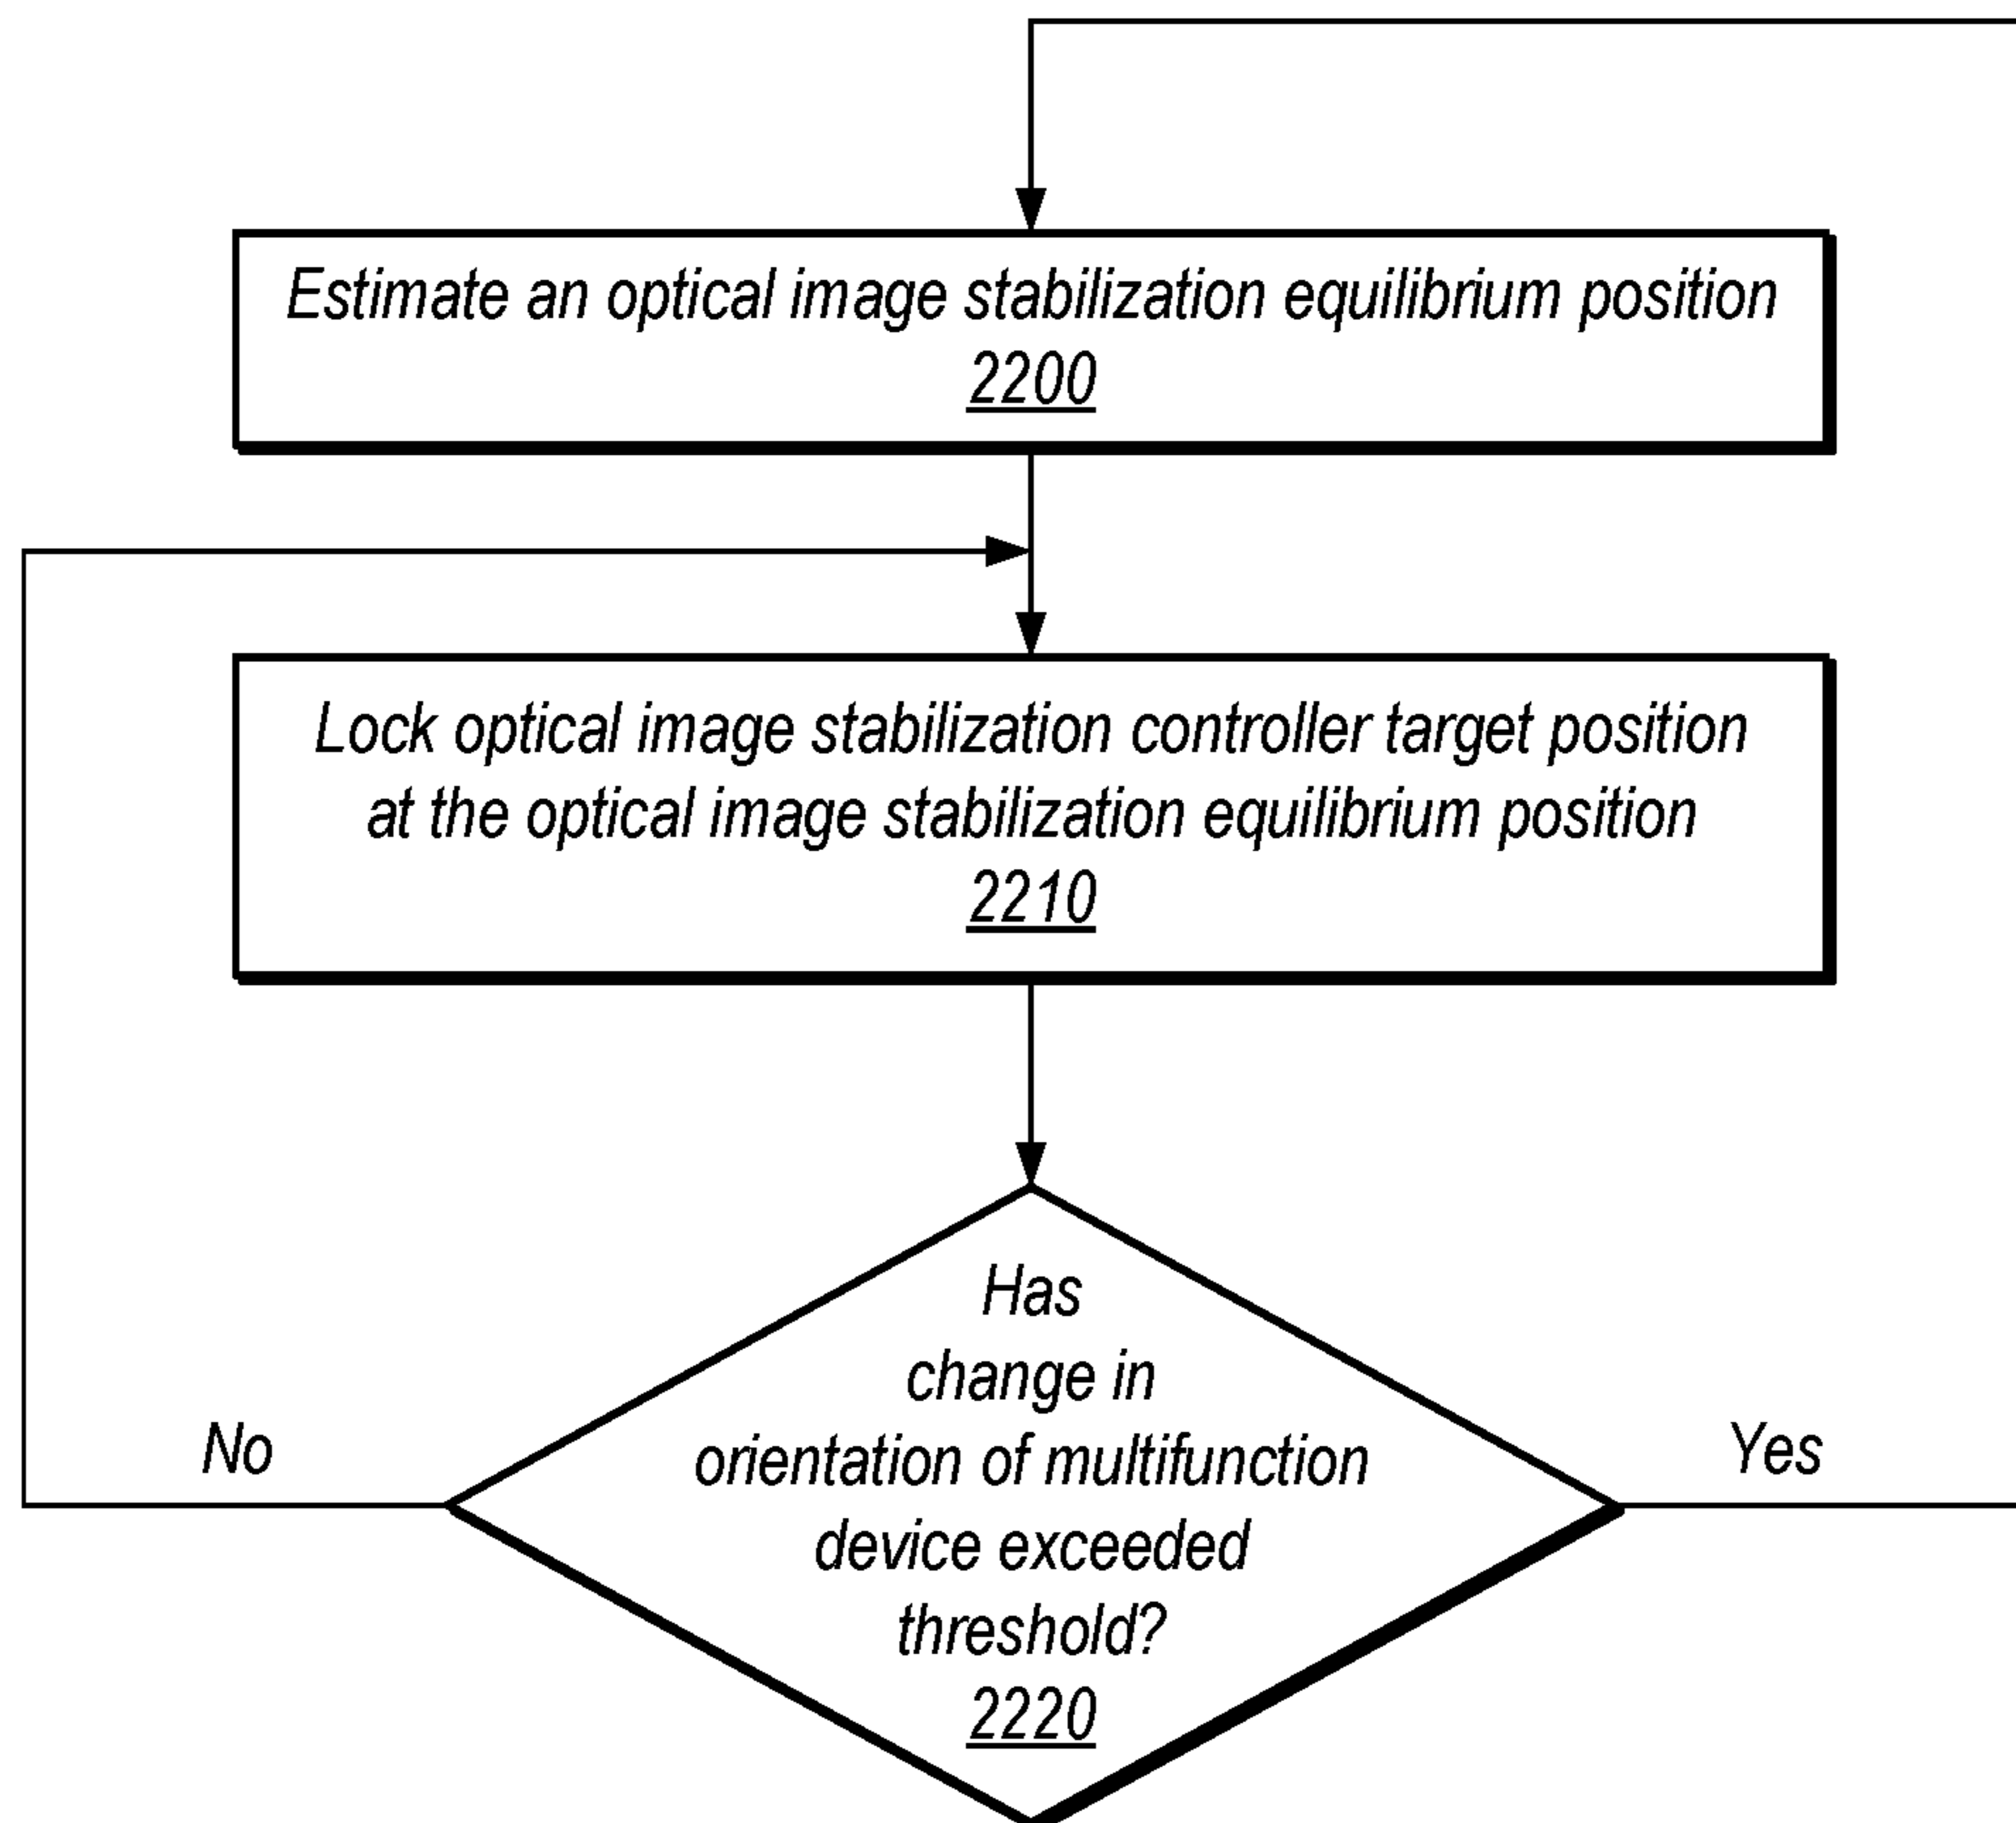 Estimate an optical image stabilization equilibrium position
2200
Lock optical image stabilization controller target position
at the optical image stabilization equilibrium position
2210
Has
change in
orientation of multifunction
device exceeded
threshold?
2220
No
Yes